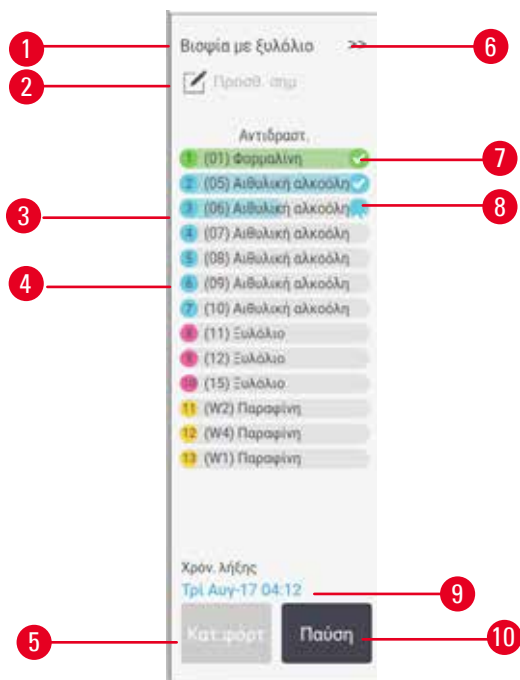 1 Βιοψία με ξυλόλιο >> 6
2 Προσθ. σημ
Αντιδραστ.
1 (01) Φορμαλίνη 7
2 (05) Αιθυλική αλκοόλη
3 3 (06) Αιθυλική αλκοόλη 8
4 (07) Αιθυλική αλκοόλη
5 (08) Αιθυλική αλκοόλη
4 6 (09) Αιθυλική αλκοόλη
7 (10) Αιθυλική αλκοόλη
8 (11) Ξυλόλιο
9 (12) Ξυλόλιο
10 (15) Ξυλόλιο
11 (W2) Παραφίνη
12 (W4) Παραφίνη
13 (W1) Παραφίνη
Χρόν. λήξης
Τρί Αυγ-17 04:12 9
5 Κατ.φόρτ Παύση 10